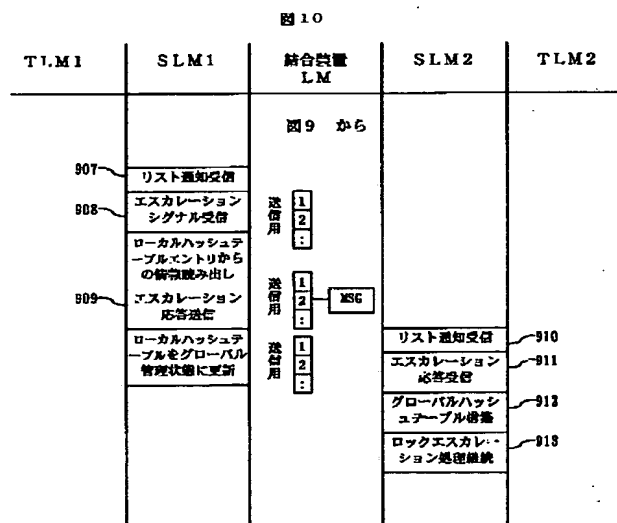 図10
TLM1
SLM1
結合装置
LM
SLM2
TLM2
図9 から
907
リスト通知受信
908
エスカレーション
シグナル受信
送信用
1
2
:
ローカルハッシュテ
ーブルエントリから
の情報読み出し
909
エスカレーション
応答送信
送信用
1
2
:
MSG
ローカルハッシュテ
ーブルをグローバル
管理状態に更新
送信用
1
2
:
リスト通知受信
910
エスカレーション
応答受信
911
グローバルハッシ
ュテーブル構築
912
ロックエスカレー
ション処理継続
913